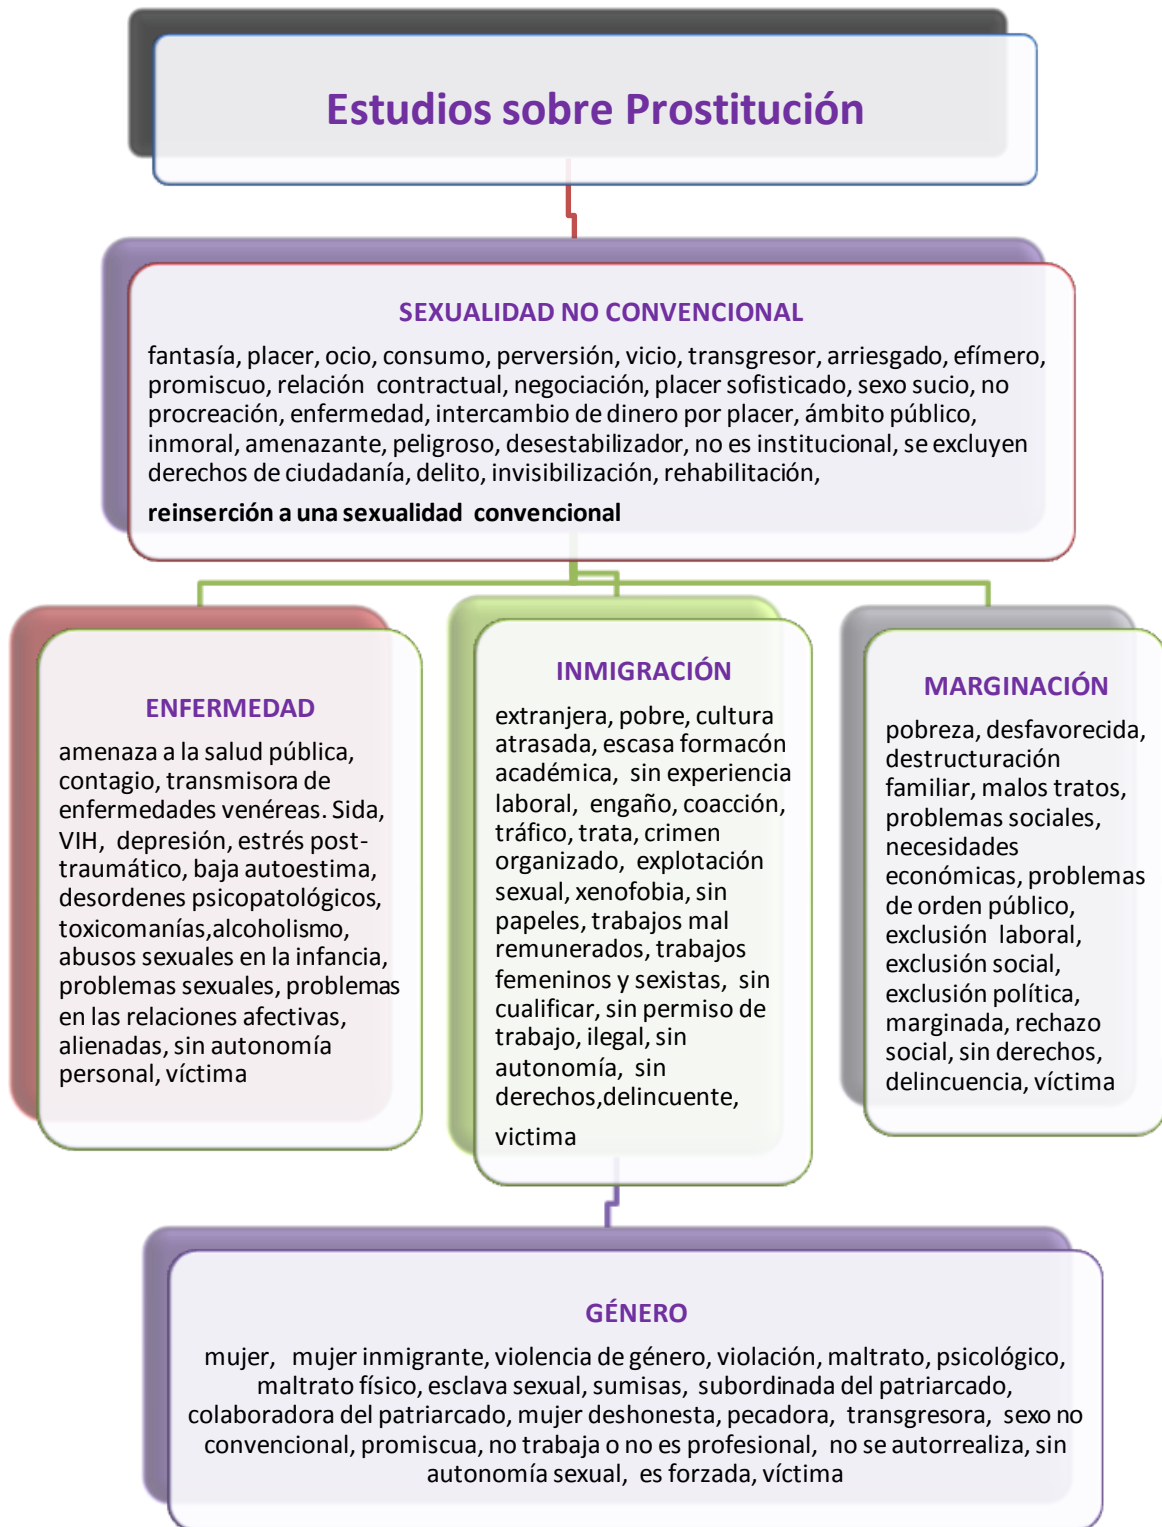 Estudios sobre Prostitución
SEXUALIDAD NO CONVENCIONAL
fantasía, placer, ocio, consumo, perversión, vicio, transgresor, arriesgado, efímero,
promiscuo, relación contractual, negociación, placer sofisticado, sexo sucio, no
procreación, enfermedad, intercambio de dinero por placer, ámbito público,
inmoral, amenazante, peligroso, desestabilizador, no es institucional, se excluyen
derechos de ciudadanía, delito, invisibilización, rehabilitación,
reinserción a una sexualidad convencional
ENFERMEDAD
amenaza a la salud pública,
contagio, transmisora de
enfermedades venéreas. Sida,
VIH, depresión, estrés post-
traumático, baja autoestima,
desordenes psicopatológicos,
toxicomanías,alcoholismo,
abusos sexuales en la infancia,
problemas sexuales, problemas
en las relaciones afectivas,
alienadas, sin autonomía
personal, víctima
INMIGRACIÓN
extranjera, pobre, cultura
atrasada, escasa formacón
académica, sin experiencia
laboral, engaño, coacción,
tráfico, trata, crimen
organizado, explotación
sexual, xenofobia, sin
papeles, trabajos mal
remunerados, trabajos
femeninos y sexistas, sin
cualificar, sin permiso de
trabajo, ilegal, sin
autonomía, sin
derechos,delincuente,
victima
MARGINACIÓN
pobreza, desfavorecida,
destructuración
familiar, malos tratos,
problemas sociales,
necesidades
económicas, problemas
de orden público,
exclusión laboral,
exclusión social,
exclusión política,
marginada, rechazo
social, sin derechos,
delincuencia, víctima
GÉNERO
mujer, mujer inmigrante, violencia de género, violación, maltrato, psicológico,
maltrato físico, esclava sexual, sumisas, subordinada del patriarcado,
colaboradora del patriarcado, mujer deshonesta, pecadora, transgresora, sexo no
convencional, promiscua, no trabaja o no es profesional, no se autorrealiza, sin
autonomía sexual, es forzada, víctima